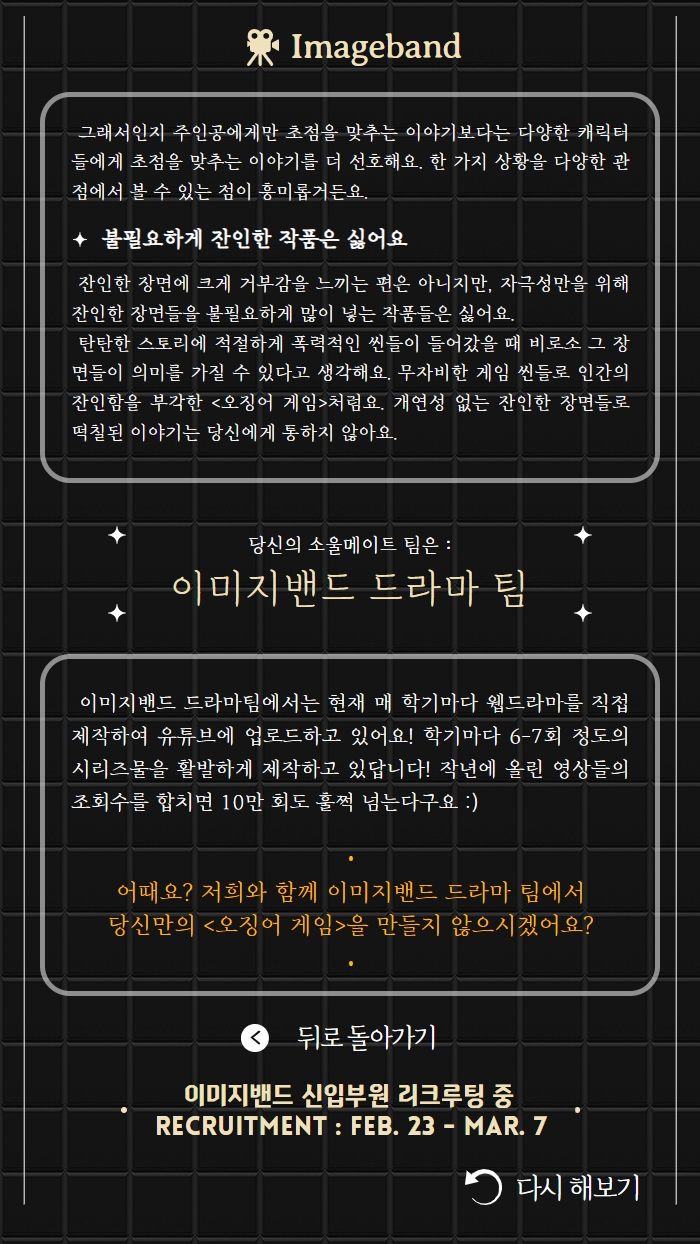 Imageband
그래서인지 주인공에게만 초점을 맞추는 이야기보다는 다양한 캐릭터
들에게 초점을 맞추는 이야기를 더 선호해요. 한 가지 상황을 다양한 관
점에서 볼 수 있는 점이 흥미롭거든요.
불필요하게 잔인한 작품은 싫어요
잔인한 장면에 크게 거부감을 느끼는 편은 아니지만, 자극성만을 위해
잔인한 장면들을 불필요하게 많이 넣는 작품들은 싫어요.
탄탄한 스토리에 적절하게 폭력적인 씬들이 들어갔을 때 비로소 그 장
면들이 의미를 가질 수 있다고 생각해요. 무자비한 게임 씬들로 인간의
잔인함을 부각한 <오징어 게임>처럼요. 개연성 없는 잔인한 장면들로
떡칠된 이야기는 당신에게 통하지 않아요.
당신의 소울메이트 팀은 :
이미지밴드 드라마 팀
이미지밴드 드라마팀에서는 현재 매 학기마다 웹드라마를 직접
제작하여 유튜브에 업로드하고 있어요! 학기마다 6-7회 정도의
시리즈물을 활발하게 제작하고 있답니다! 작년에 올린 영상들의
조회수를 합치면 10만 회도 훌쩍 넘는다구요 :)
어때요? 저희와 함께 이미지밴드 드라마 팀에서
당신만의 <오징어 게임>을 만들지 않으시겠어요?
뒤로 돌아가기
이미지밴드 신입부원 리크루팅 중
RECRUITMENT : FEB. 23 - MAR. 7
다시 해보기